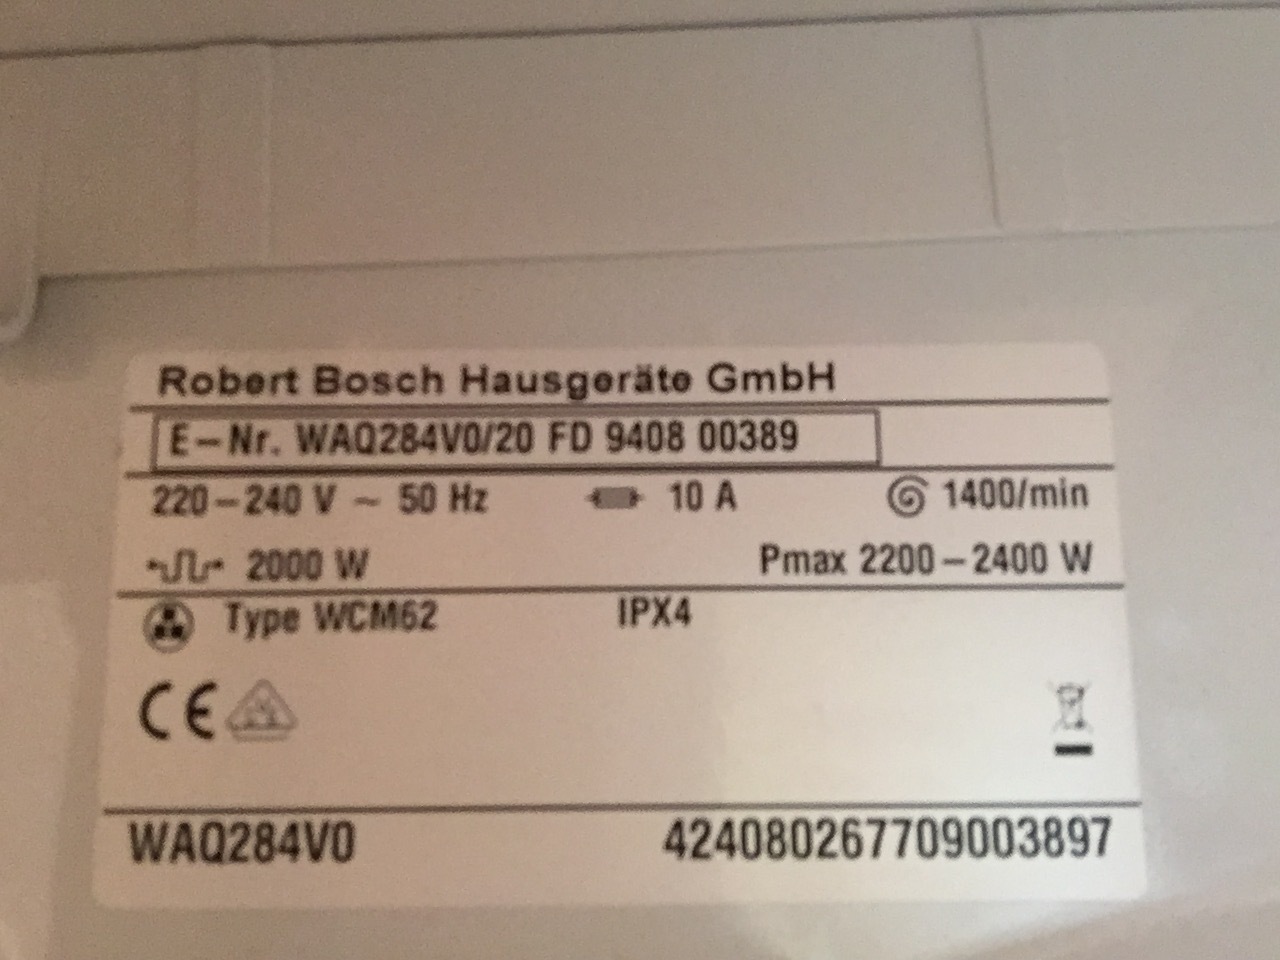 Robert Bosch Hausgeräte GmbH
E-Nr. WAQ284V0/20 FD 9408 00389
220-240 V ~ 50 Hz 10 A 1400/min
2000 W Pmax 2200-2400 W
Type WCM62 IPX4
CE
WAQ284V0 424080267709003897